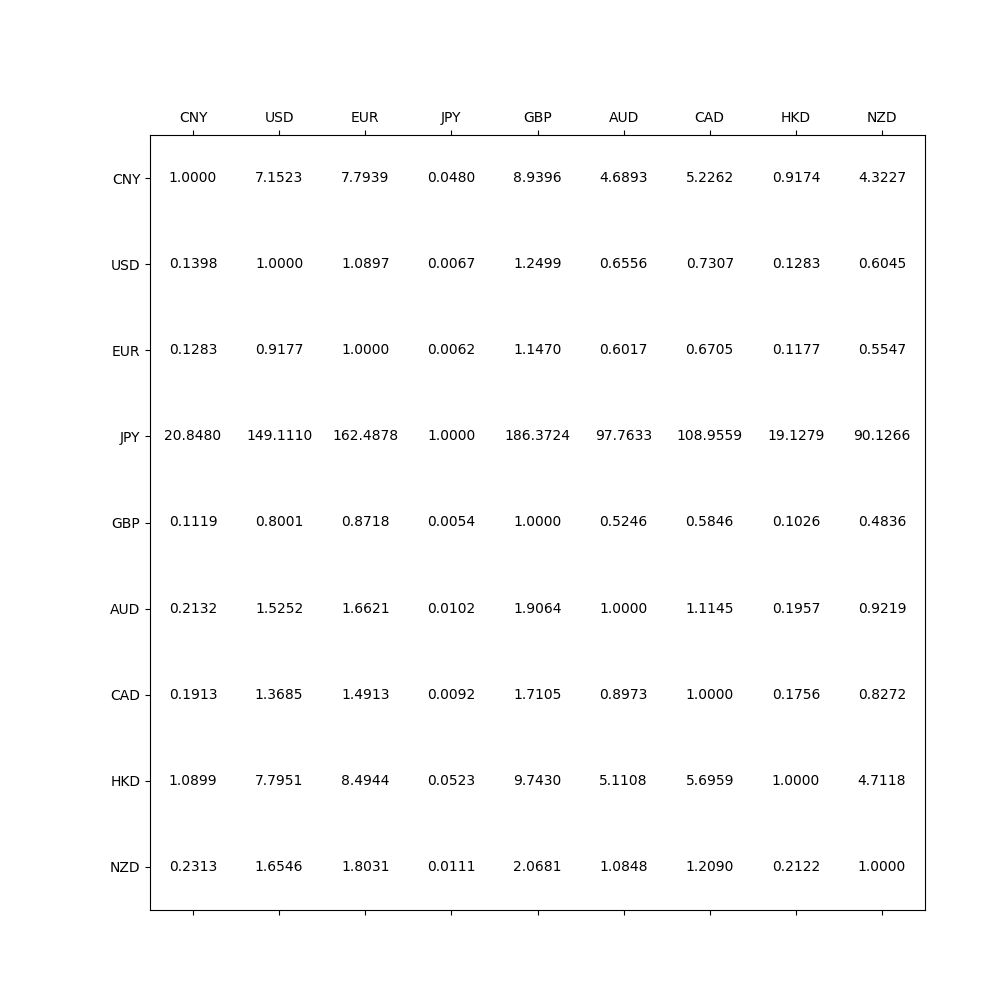 CNY USD EUR JPY GBP AUD CAD HKD NZD
CNY 1.0000 7.1523 7.7939 0.0480 8.9396 4.6893 5.2262 0.9174 4.3227
USD 0.1398 1.0000 1.0897 0.0067 1.2499 0.6556 0.7307 0.1283 0.6045
EUR 0.1283 0.9177 1.0000 0.0062 1.1470 0.6017 0.6705 0.1177 0.5547
JPY 20.8480 149.1110 162.4878 1.0000 186.3724 97.7633 108.9559 19.1279 90.1266
GBP 0.1119 0.8001 0.8718 0.0054 1.0000 0.5246 0.5846 0.1026 0.4836
AUD 0.2132 1.5252 1.6621 0.0102 1.9064 1.0000 1.1145 0.1957 0.9219
CAD 0.1913 1.3685 1.4913 0.0092 1.7105 0.8973 1.0000 0.1756 0.8272
HKD 1.0899 7.7951 8.4944 0.0523 9.7430 5.1108 5.6959 1.0000 4.7118
NZD 0.2313 1.6546 1.8031 0.0111 2.0681 1.0848 1.2090 0.2122 1.0000